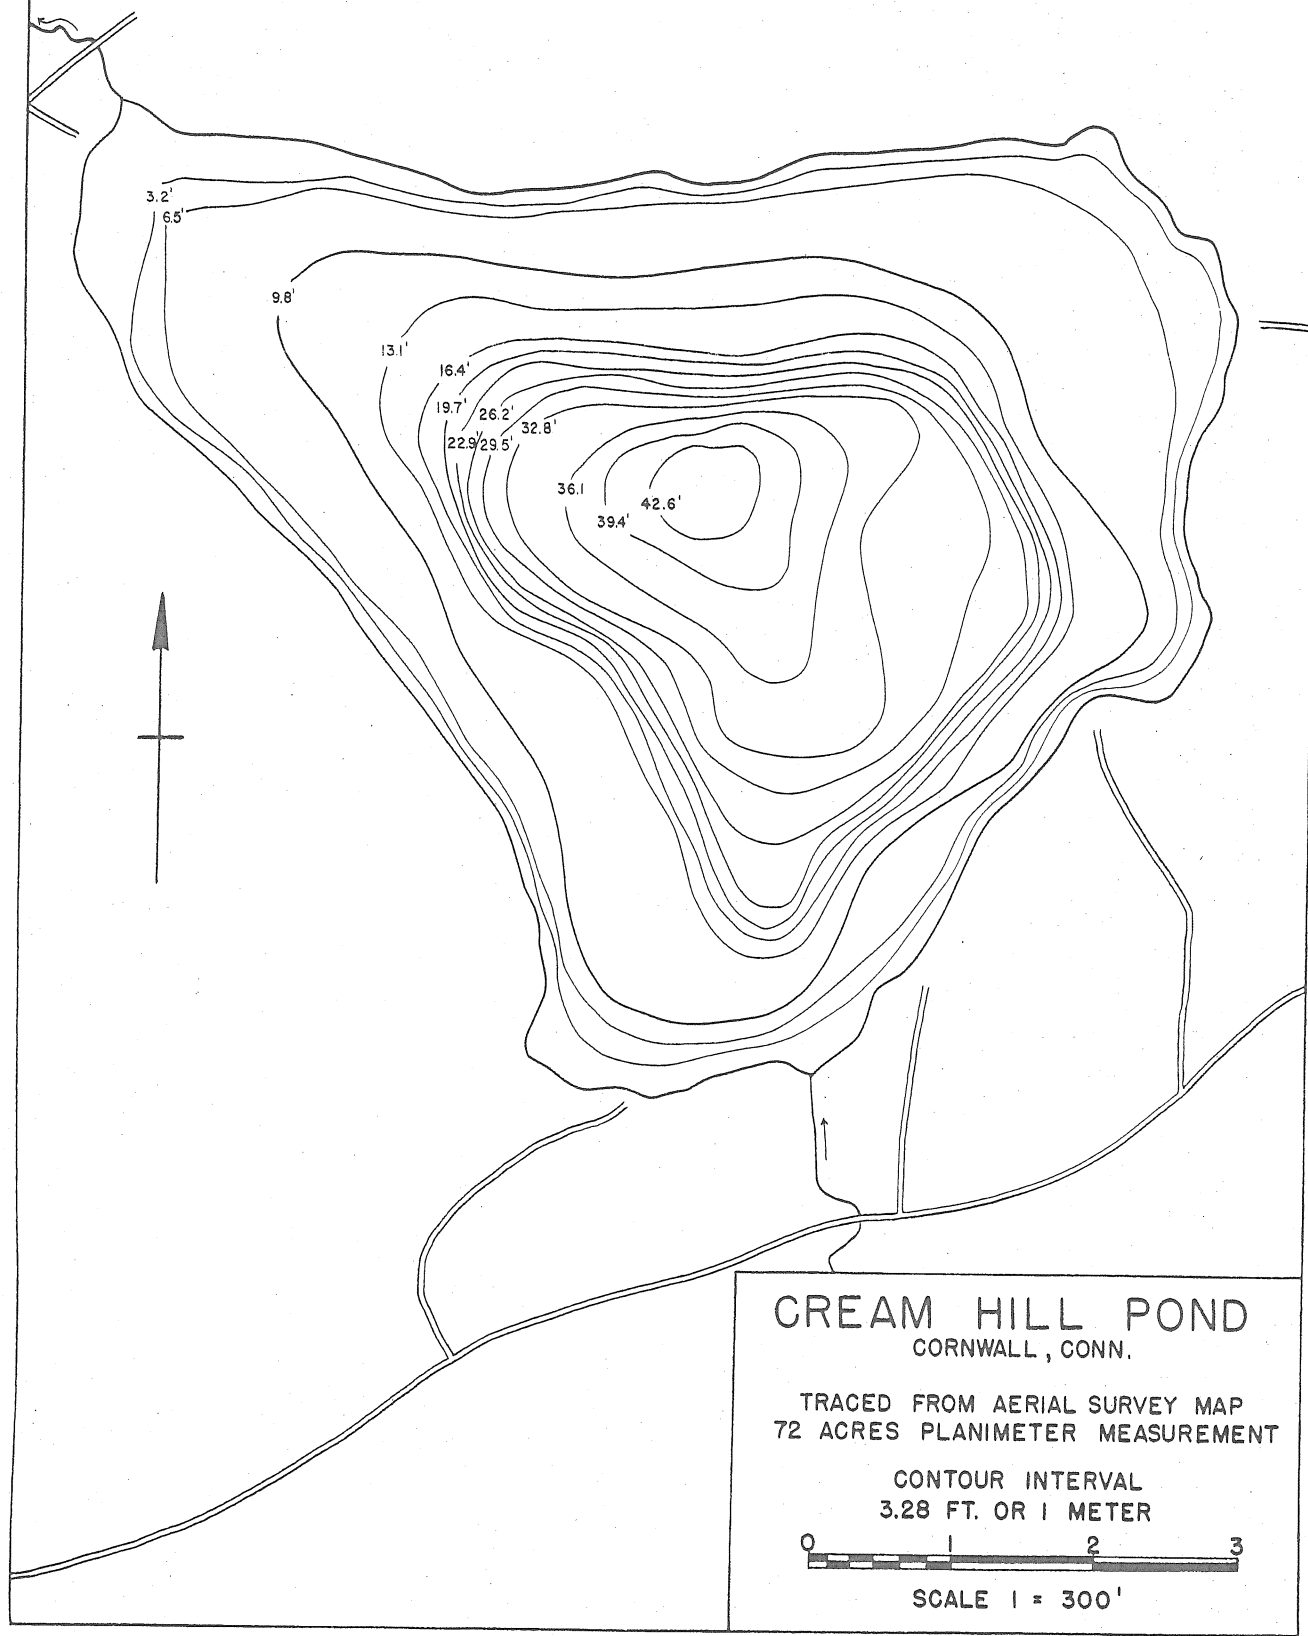 3.2'
6.5'
9.8'
13.1'
16.4'
19.7'
26.2'
32.8'
22.9'
29.5'
36.1
42.6'
39.4'
CREAM HILL POND
CORNWALL, CONN.
TRACED FROM AERIAL SURVEY MAP
72 ACRES PLANIMETER MEASUREMENT
CONTOUR INTERVAL
3.28 FT. OR 1 METER
0 1 2 3
SCALE 1 = 300'